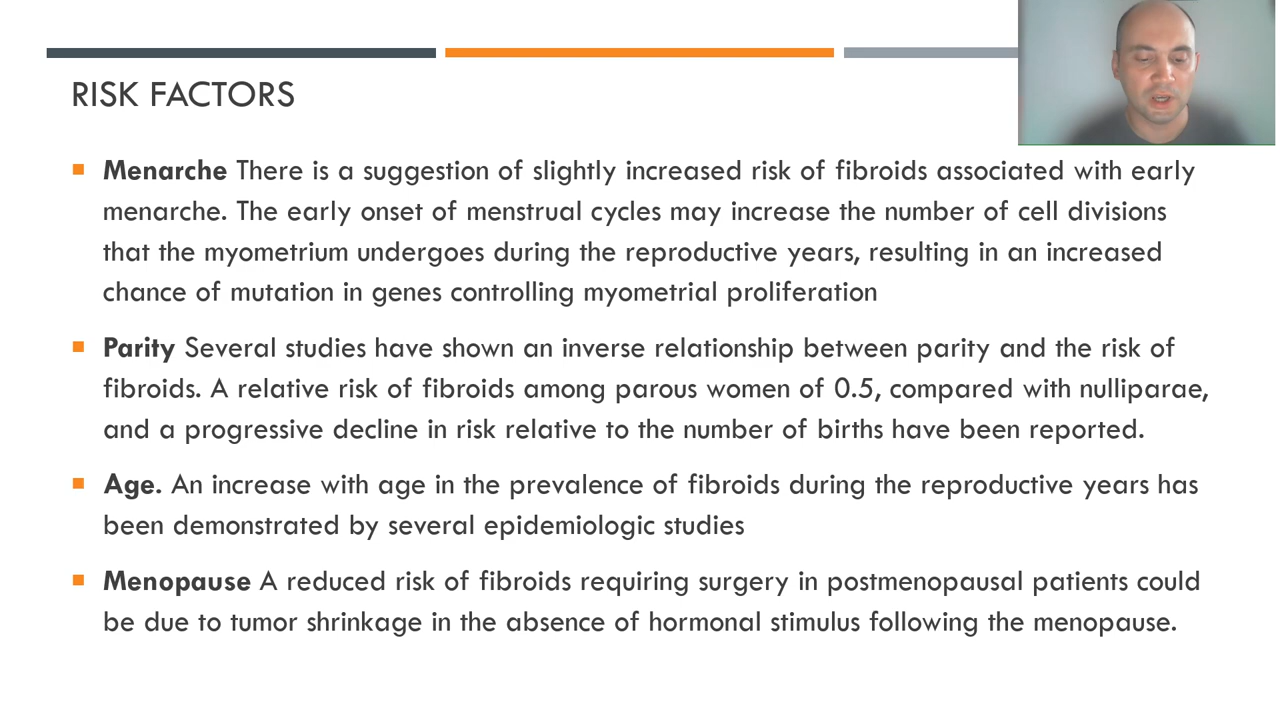 RISK FACTORS
Menarche There is a suggestion of slightly increased risk of fibroids associated with early
menarche. The early onset of menstrual cycles may increase the number of cell divisions
that the myometrium undergoes during the reproductive years, resulting in an increased
chance of mutation in genes controlling myometrial proliferation
Parity Several studies have shown an inverse relationship between parity and the risk of
fibroids. A relative risk of fibroids among parous women of 0.5, compared with nulliparae,
and a progressive decline in risk relative to the number of births have been reported.
Age. An increase with age in the prevalence of fibroids during the reproductive years has
been demonstrated by several epidemiologic studies
Menopause A reduced risk of fibroids requiring surgery in postmenopausal patients could
be due to tumor shrinkage in the absence of hormonal stimulus following the menopause.